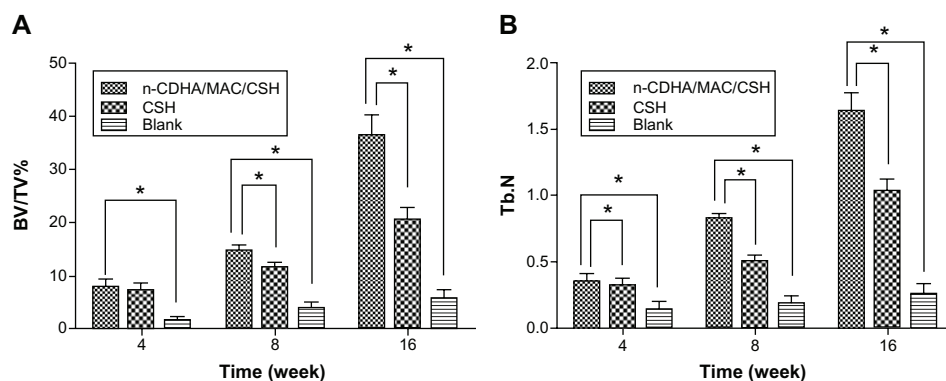 A
BV/TV%
50
40
30
20
10
0
n-CDHA/MAC/CSH
CSH
Blank
*
*
*
*
*
4
8
16
Time (week)
B
Tb.N
2.0
1.5
1.0
0.5
0.0
n-CDHA/MAC/CSH
CSH
Blank
*
*
*
*
*
*
4
8
16
Time (week)